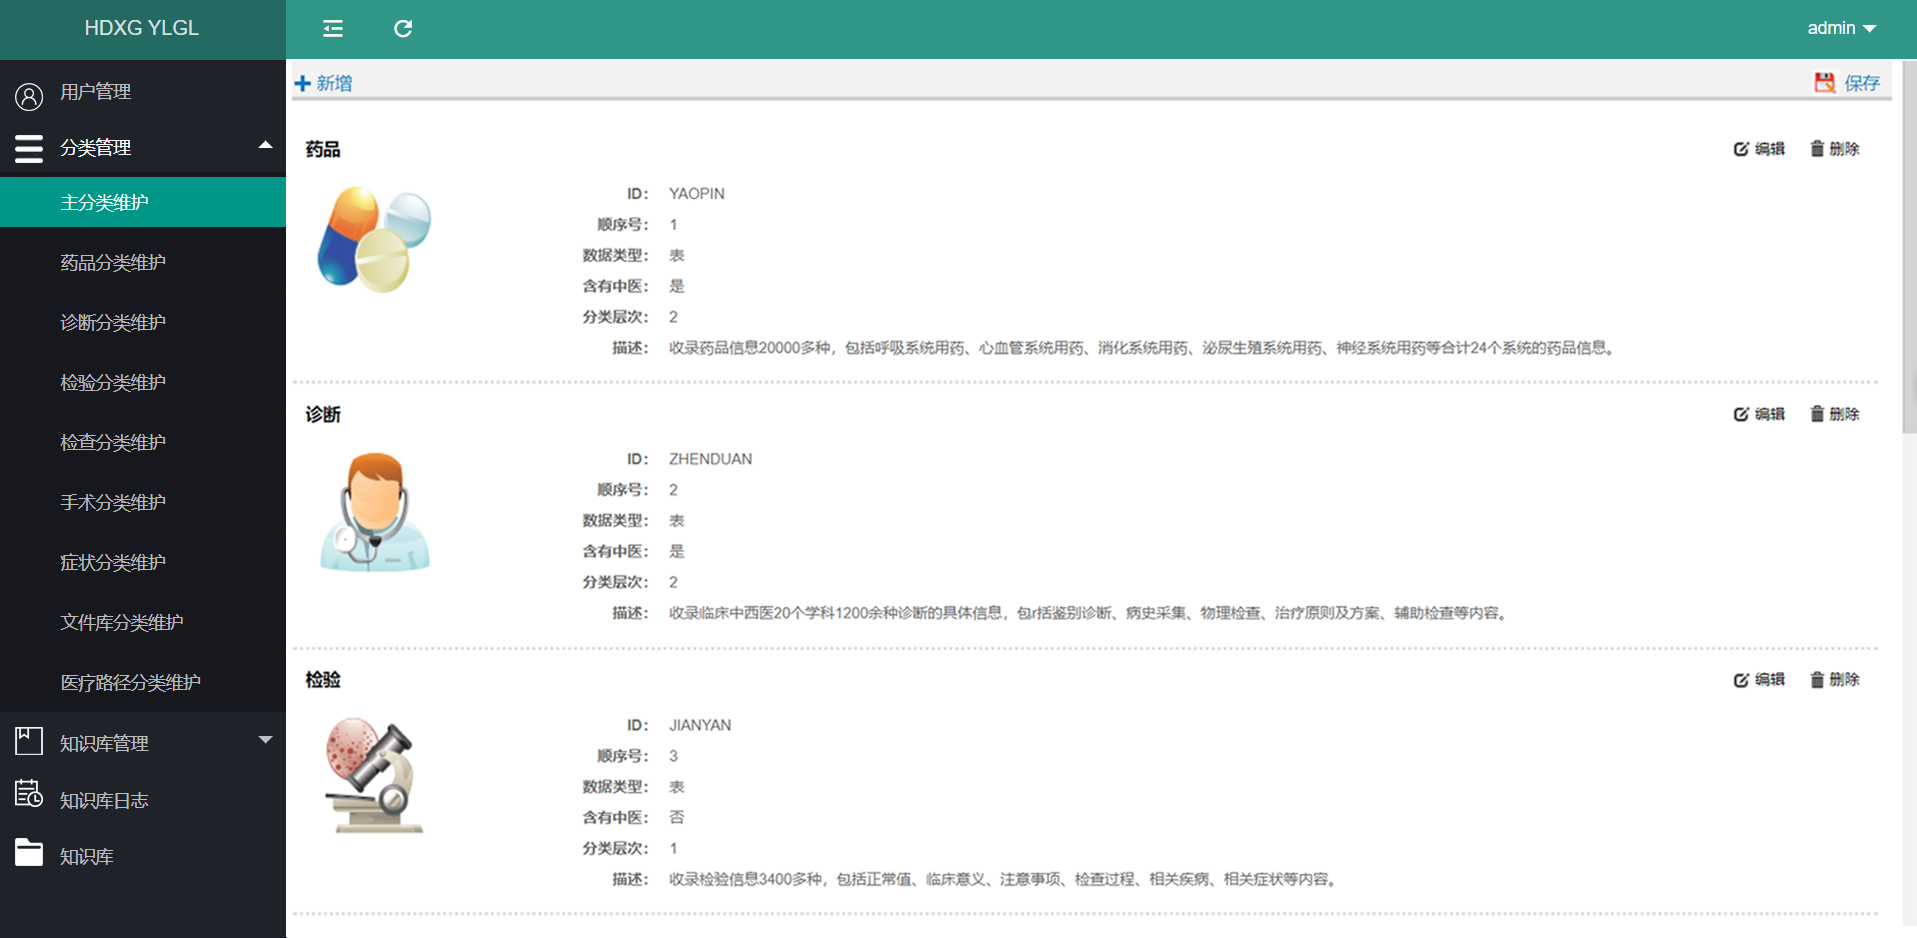 HDXG YLGL
admin
用户管理
分类管理
主分类维护
药品分类维护
诊断分类维护
检验分类维护
检查分类维护
手术分类维护
症状分类维护
文件库分类维护
医疗路径分类维护
知识库管理
知识库日志
知识库
新增 保存
药品 编辑 删除
ID： YAOPIN
顺序号： 1
数据类型： 表
含有中医： 是
分类层次： 2
描述： 收录药品信息20000多种，包括呼吸系统用药、心血管系统用药、消化系统用药、泌尿生殖系统用药、神经系统用药等合计24个系统的药品信息。
诊断 编辑 删除
ID： ZHENDUAN
顺序号： 2
数据类型： 表
含有中医： 是
分类层次： 2
描述： 收录临床中西医20个学科1200余种诊断的具体信息，包r括鉴别诊断、病史采集、物理检查、治疗原则及方案、辅助检查等内容。
检验 编辑 删除
ID： JIANYAN
顺序号： 3
数据类型： 表
含有中医： 否
分类层次： 1
描述： 收录检验信息3400多种，包括正常值、临床意义、注意事项、检查过程、相关疾病、相关症状等内容。